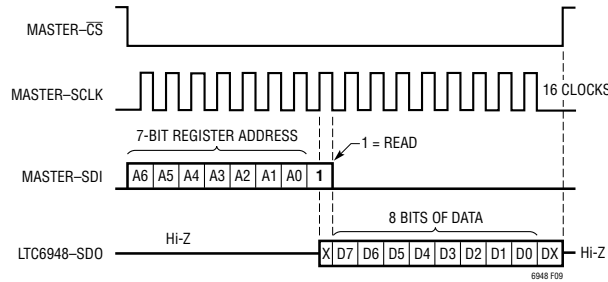 MASTER–CS
MASTER–SCLK
16 CLOCKS
7-BIT REGISTER ADDRESS
1 = READ
MASTER–SDI
A6 A5 A4 A3 A2 A1 A0 1
8 BITS OF DATA
Hi-Z
LTC6948–SDO
X D7 D6 D5 D4 D3 D2 D1 D0 DX
Hi-Z
6948 F09